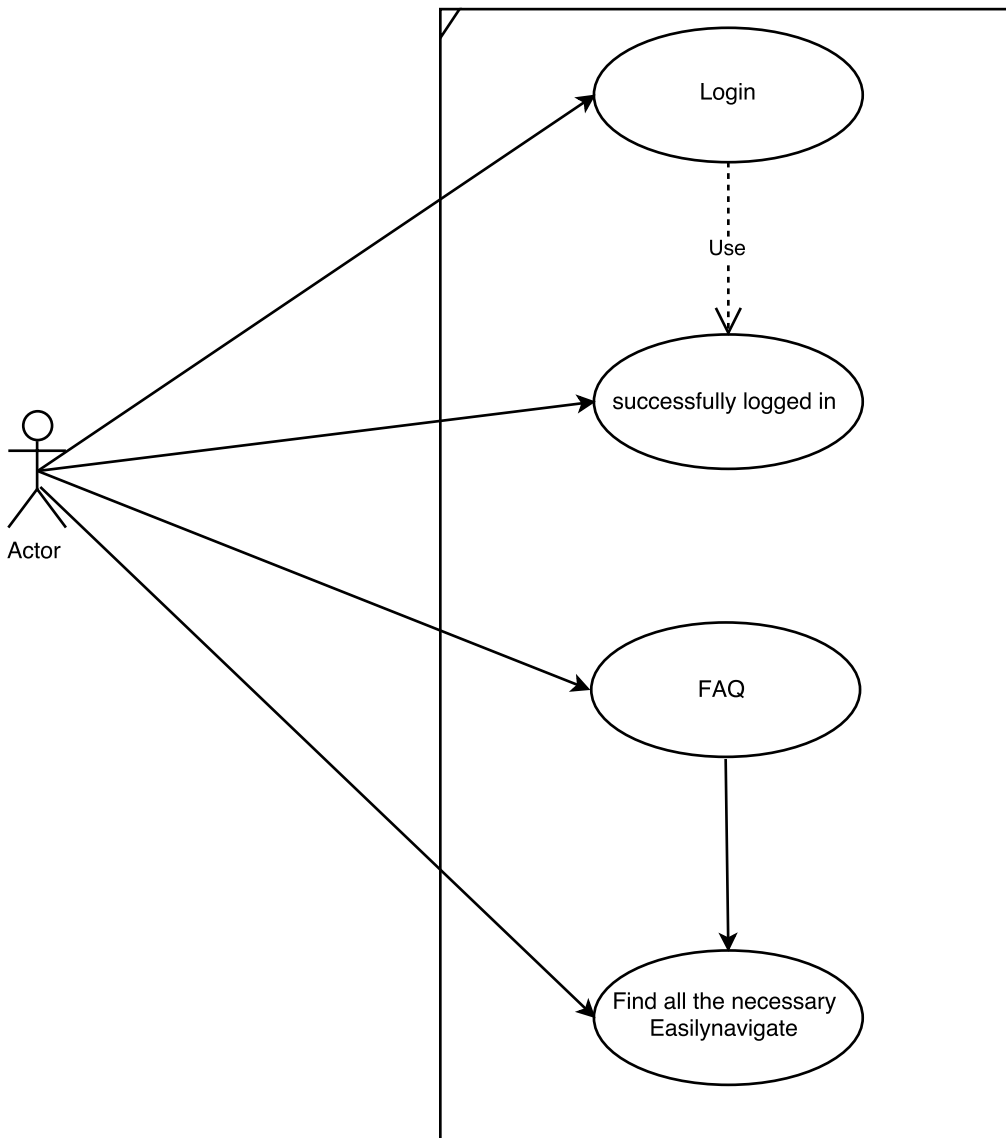 Login
Use
successfully logged in
Actor
FAQ
Find all the necessary
Easilynavigate